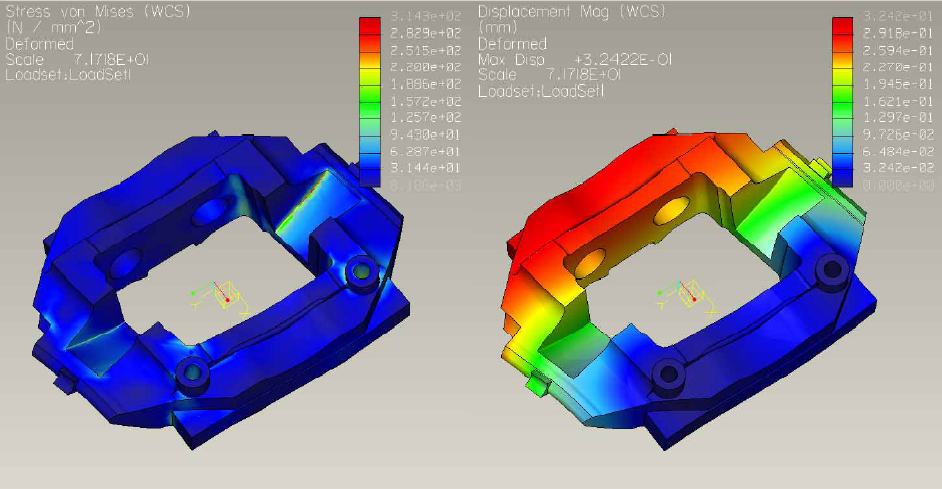 Stress von Mises (WCS)
(N / mm^2)
Deformed
Scale 7.1718E+01
Loadset:LoadSet1
3.143e+02
2.829e+02
2.515e+02
2.200e+02
1.886e+02
1.572e+02
1.257e+02
9.430e+01
6.287e+01
3.144e+01
8.186e-03
Displacement Mag (WCS)
(mm)
Deformed
Max Disp +3.2422E-01
Scale 7.1718E+01
Loadset:LoadSet1
3.242e-01
2.918e-01
2.594e-01
2.270e-01
1.945e-01
1.621e-01
1.297e-01
9.726e-02
6.484e-02
3.242e-02
0.000e+00